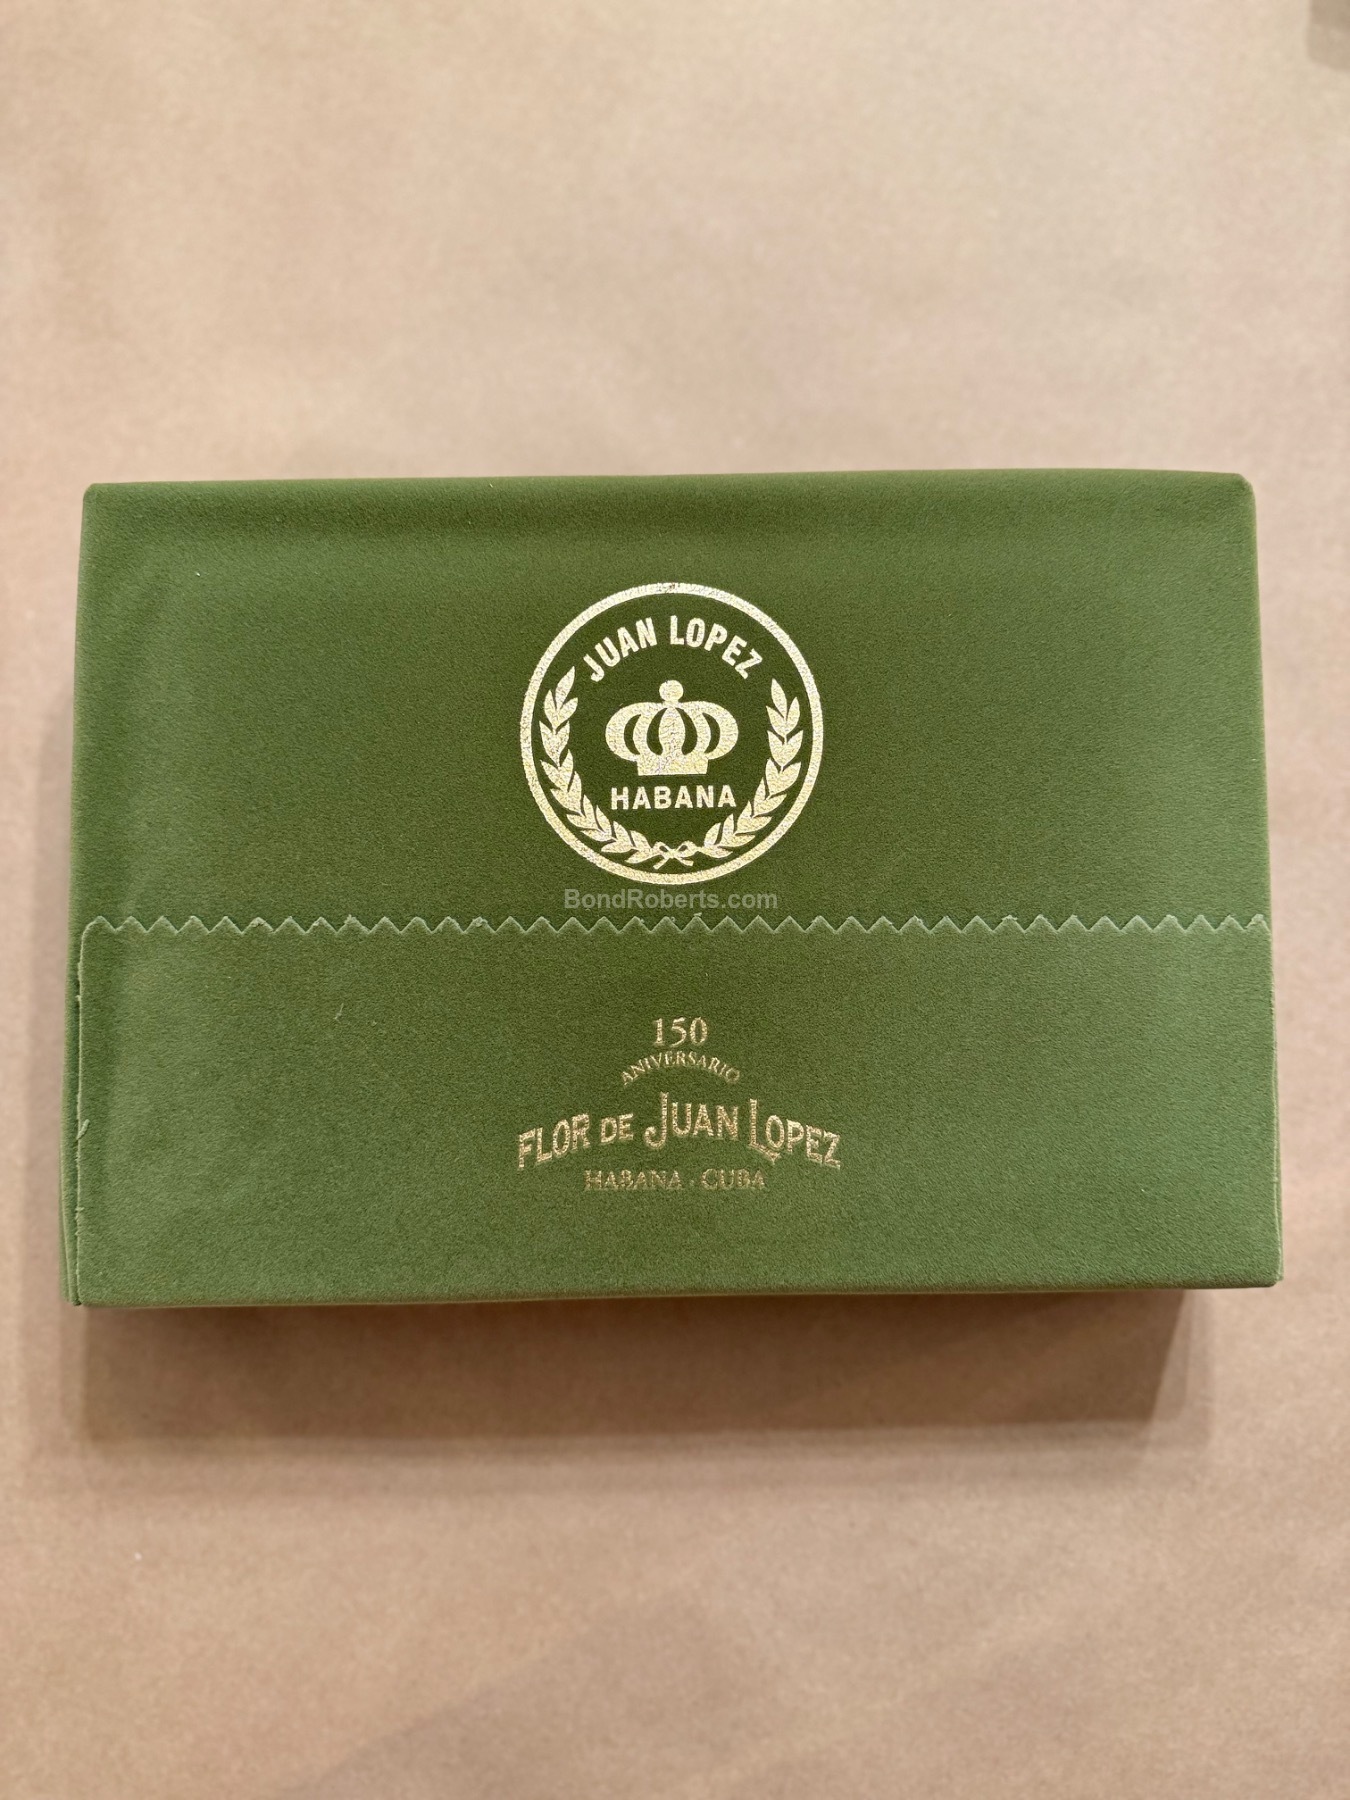 JUAN LOPEZ
HABANA
BondRoberts.com
150
ANIVERSARIO
FLOR DE JUAN LOPEZ
HABANA · CUBA